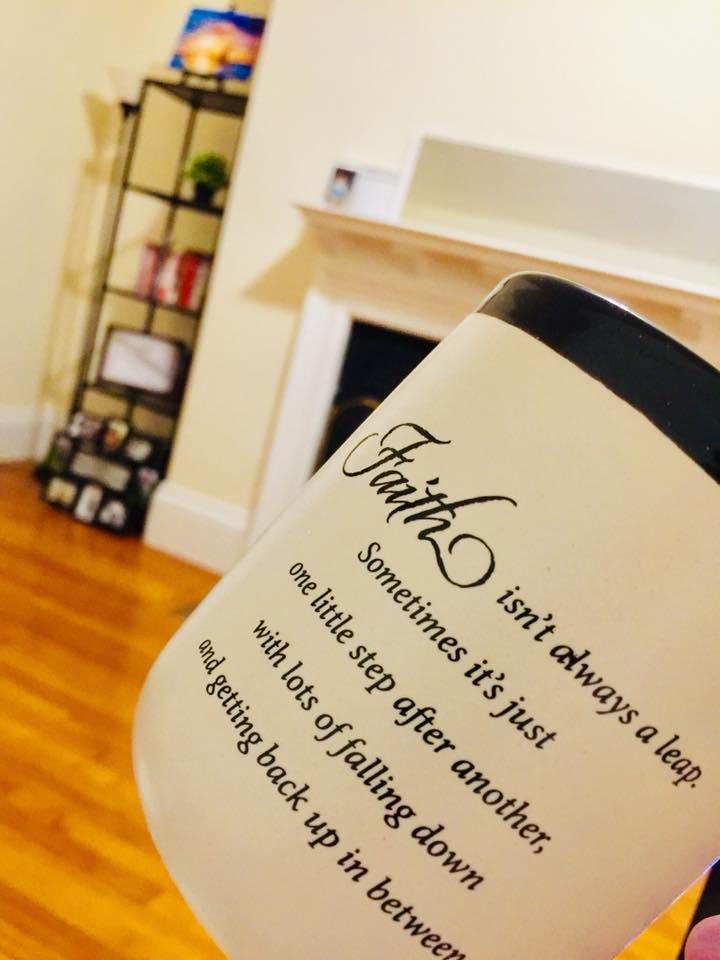 Faith isn't always a leap.
Sometimes it's just
one little step after another,
with lots of falling down
and getting back up in between